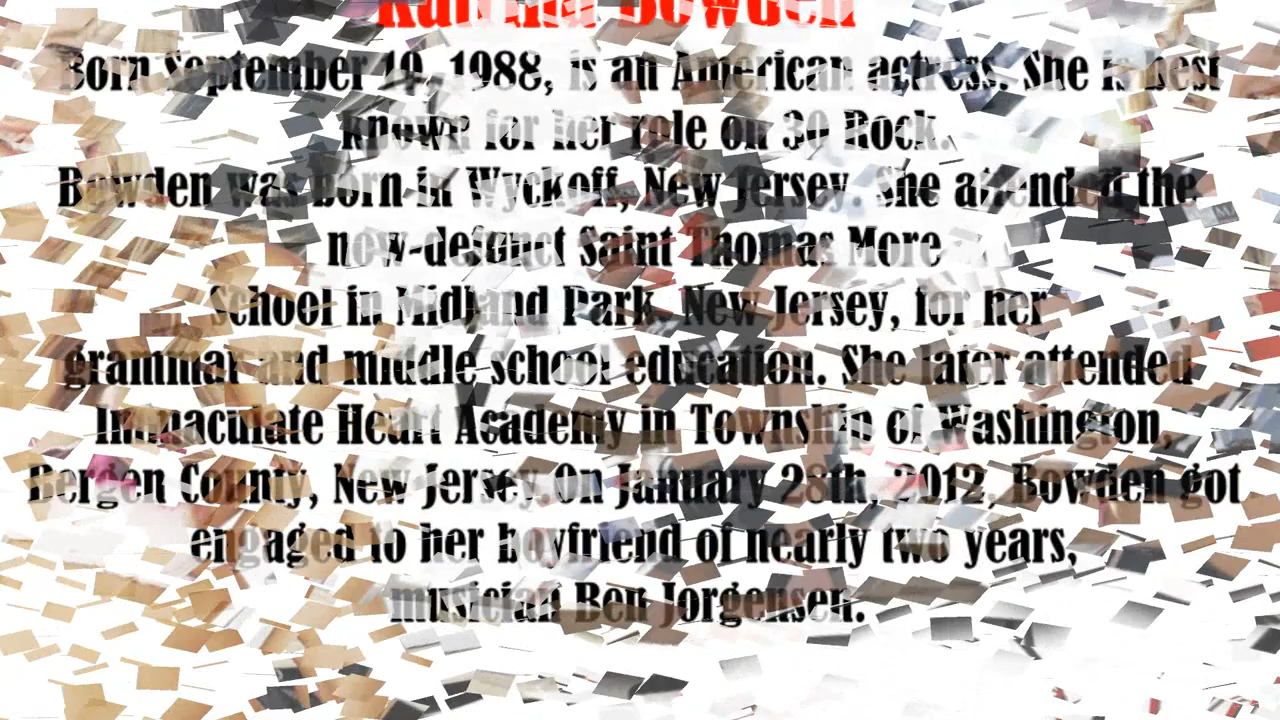 Katrina Bowden
Born September 19, 1988, is an American actress. She is best
known for her role on 30 Rock.
Bowden was born in Wyckoff, New Jersey. She attended the
now-defunct Saint Thomas More
School in Midland Park, New Jersey, for her
grammar and middle school education. She later attended
Immaculate Heart Academy in Township of Washington,
Bergen County, New Jersey.On January 28th, 2012, Bowden got
engaged to her boyfriend of nearly two years,
musician Ben Jorgensen.